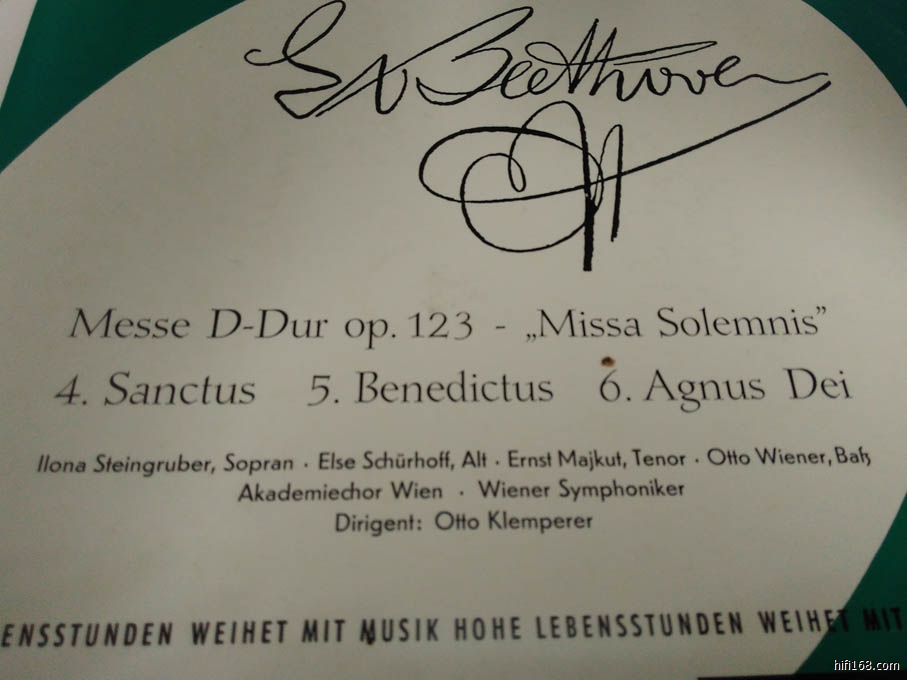 LvBeethoven
Messe D-Dur op. 123 - „Missa Solemnis”
4. Sanctus 5. Benedictus 6. Agnus Dei
Ilona Steingruber, Sopran · Else Schürhoff, Alt · Ernst Majkut, Tenor · Otto Wiener, Baß
Akademiechor Wien · Wiener Symphoniker
Dirigent: Otto Klemperer
ENSSTUNDEN WEIHET MIT MUSIK HOHE LEBENSSTUNDEN WEIHET MIT
hifi168.com